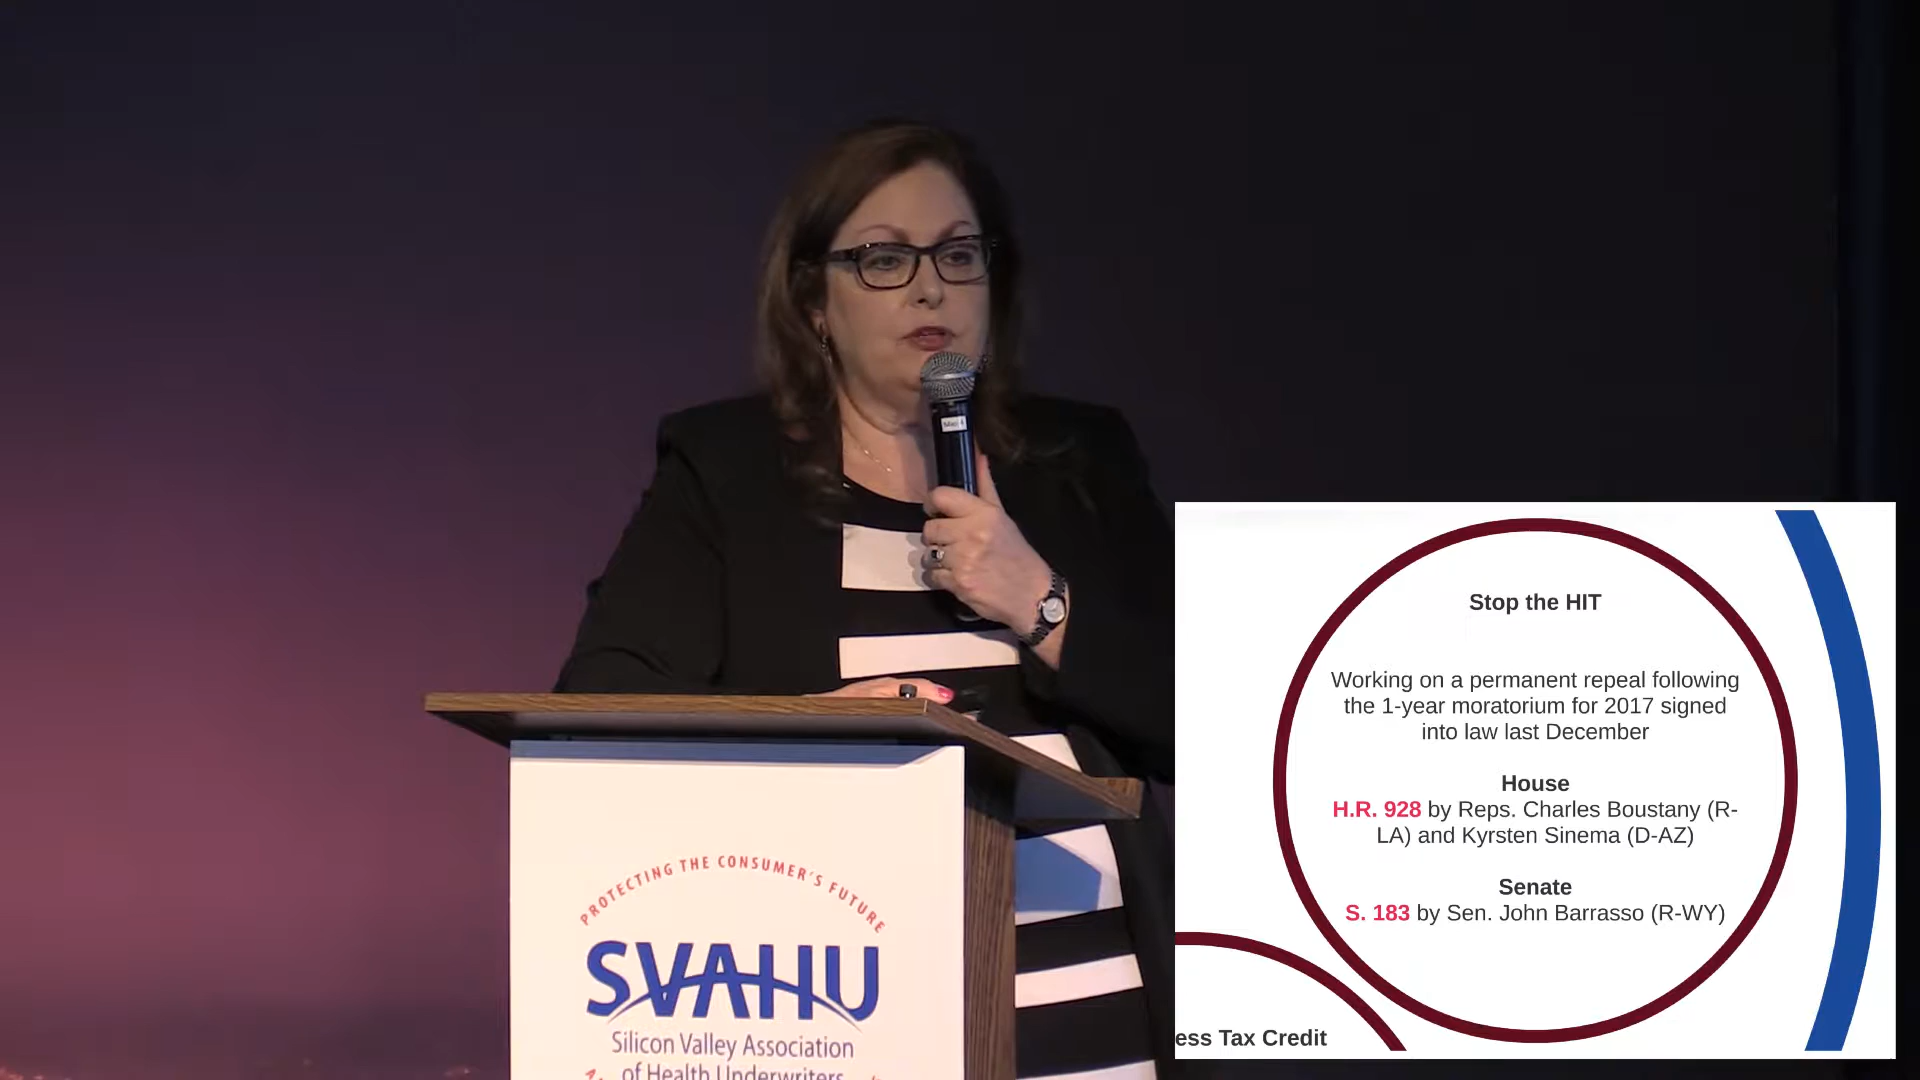 Stop the HIT
Working on a permanent repeal following
the 1-year moratorium for 2017 signed
into law last December
House
H.R. 928 by Reps. Charles Boustany (R-
LA) and Kyrsten Sinema (D-AZ)
Senate
S. 183 by Sen. John Barrasso (R-WY)
ess Tax Credit
PROTECTING THE CONSUMER'S FUTURE
SVAHU
Silicon Valley Association
of Health Underwriters